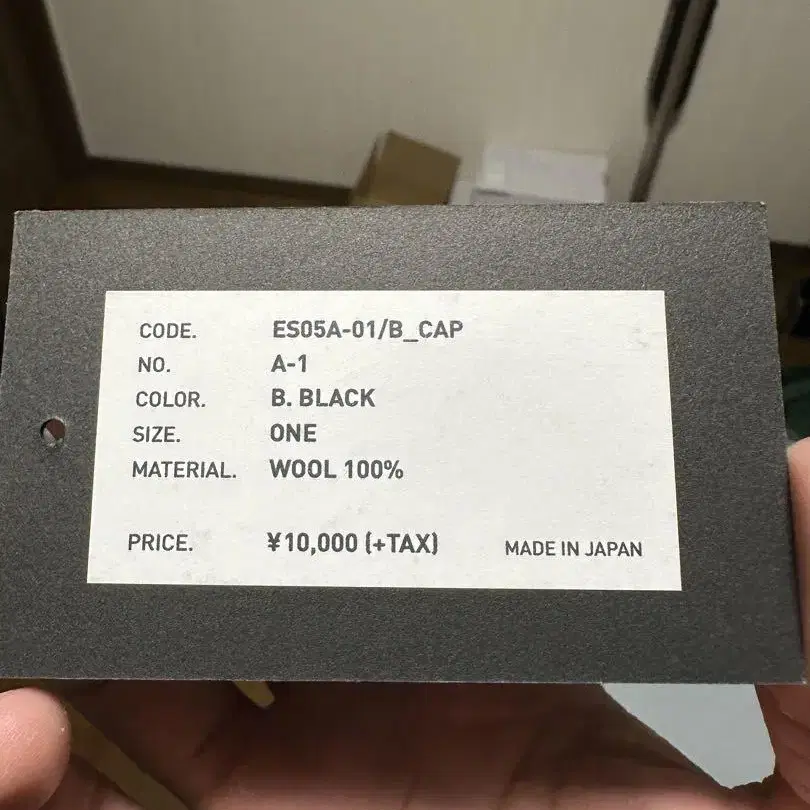 CODE. ES05A-01/B_CAP
NO. A-1
COLOR. B. BLACK
SIZE. ONE
MATERIAL. WOOL 100%
PRICE. ¥10,000 (+TAX) MADE IN JAPAN